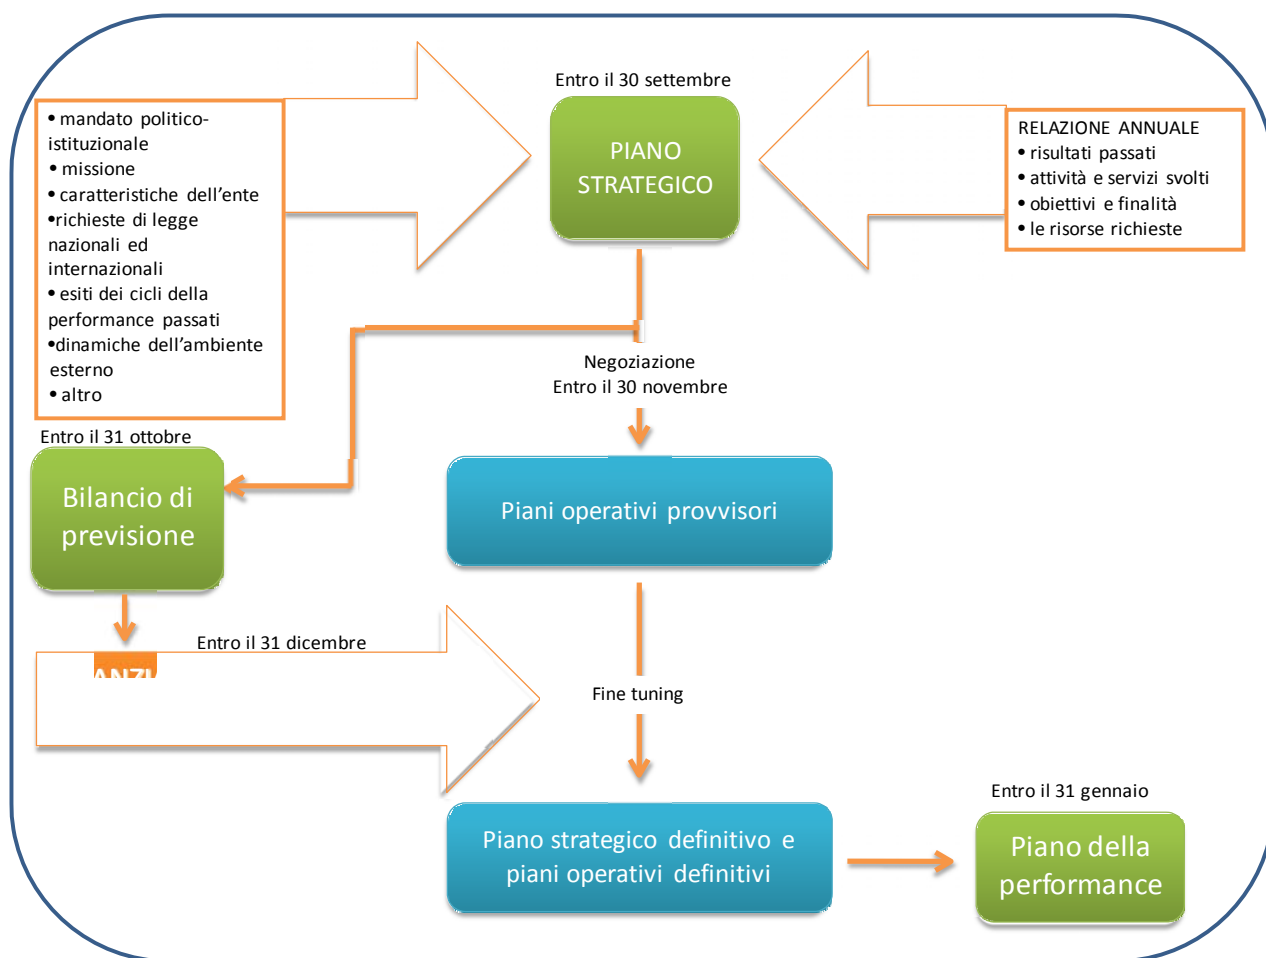 Entro il 30 settembre
• mandato politico-
istituzionale
• missione
• caratteristiche dell'ente
•richieste di legge
nazionali ed
internazionali
• esiti dei cicli della
performance passati
•dinamiche dell'ambiente
esterno
• altro
PIANO
STRATEGICO
RELAZIONE ANNUALE
• risultati passati
• attività e servizi svolti
• obiettivi e finalità
• le risorse richieste
Negoziazione
Entro il 30 novembre
Entro il 31 ottobre
Bilancio di
previsione
Piani operativi provvisori
Entro il 31 dicembre
Fine tuning
Piano strategico definitivo e
piani operativi definitivi
Entro il 31 gennaio
Piano della
performance